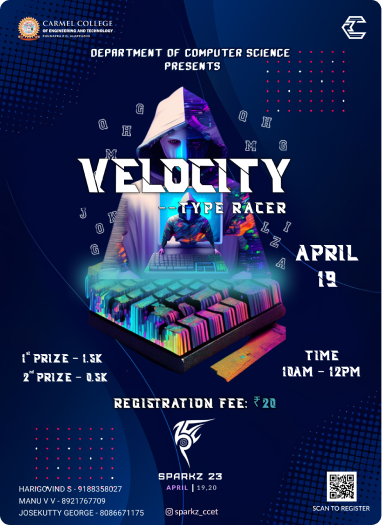 CARMEL COLLEGE
OF ENGINEERING AND TECHNOLOGY
DEPARTMENT OF COMPUTER SCIENCE
PRESENTS
G
Q
H
Q
H
M
M
G
VELOCITY
--TYPE RACER
J
O
K
I
L
Z
G
A
APRIL
19
1st PRIZE - 1.5K
2nd PRIZE - 0.5K
TIME
10AM - 12PM
REGISTRATION FEE: ₹20
SPARKZ 23
APRIL | 19,20
HARIGOVIND S - 9188358027
MANU V V - 8921767709
JOSEKUTTY GEORGE - 8086671175
sparkz_ccet
SCAN TO REGISTER